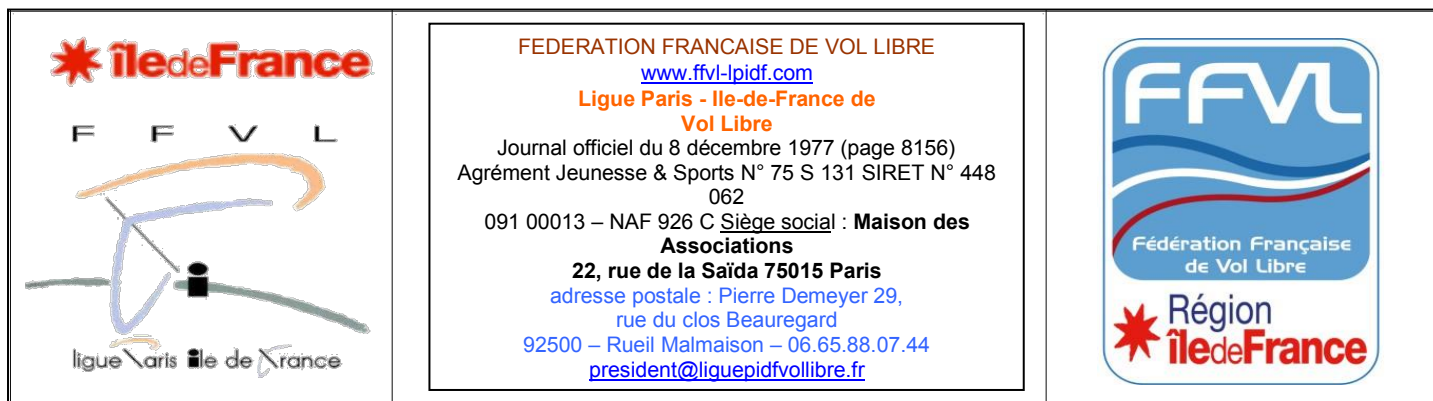 îledeFrance
F F V L
ligue Paris île de France
FEDERATION FRANCAISE DE VOL LIBRE
www.ffvl-lpidf.com
Ligue Paris - Ile-de-France de
Vol Libre
Journal officiel du 8 décembre 1977 (page 8156)
Agrément Jeunesse & Sports N° 75 S 131 SIRET N° 448
062
091 00013 – NAF 926 C Siège social : Maison des
Associations
22, rue de la Saïda 75015 Paris
adresse postale : Pierre Demeyer 29,
rue du clos Beauregard
92500 – Rueil Malmaison – 06.65.88.07.44
president@liguepidfvollibre.fr
FFVL
Fédération Française
de Vol Libre
Région
îledeFrance